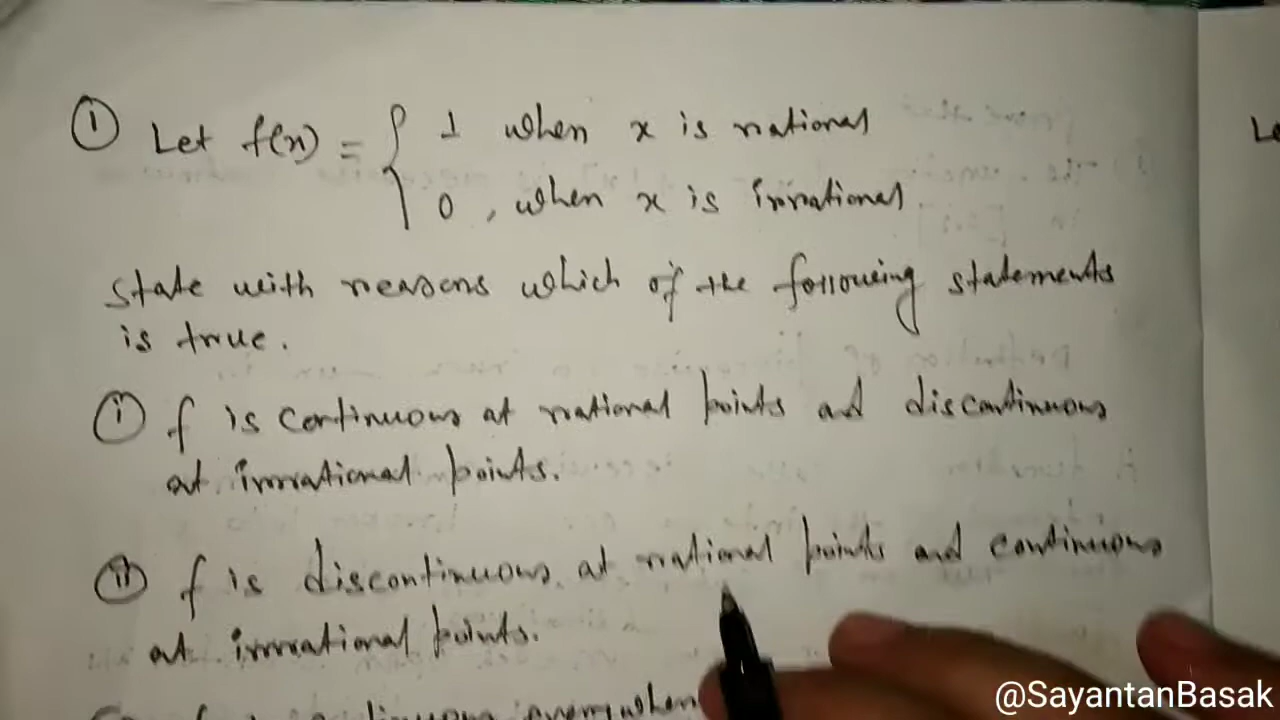 ① Let f(x) = { 1 when x is rational
0, when x is irrational
state with reasons which of the following statements
is true.
ⓘ f is continuous at rational points and discontinuous
at irrational points.
ⓘⓘ f is discontinuous at rational points and continuous
at irrational points.
everywhere
Le
@SayantanBasak